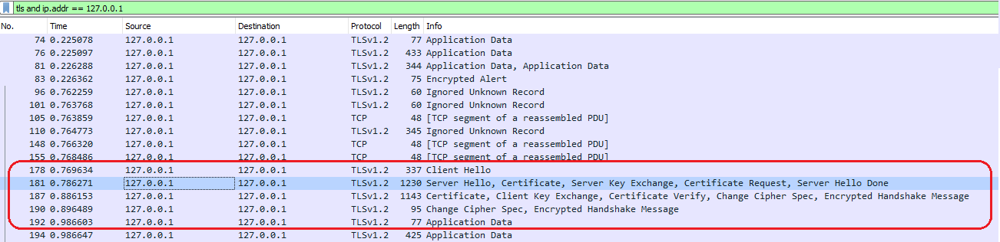 tls and ip.addr == 127.0.0.1
No. Time Source Destination Protocol Length Info
74 0.225078 127.0.0.1 127.0.0.1 TLSv1.2 77 Application Data
76 0.225097 127.0.0.1 127.0.0.1 TLSv1.2 433 Application Data
81 0.226288 127.0.0.1 127.0.0.1 TLSv1.2 344 Application Data, Application Data
83 0.226362 127.0.0.1 127.0.0.1 TLSv1.2 75 Encrypted Alert
96 0.762259 127.0.0.1 127.0.0.1 TLSv1.2 60 Ignored Unknown Record
101 0.763768 127.0.0.1 127.0.0.1 TLSv1.2 60 Ignored Unknown Record
105 0.763859 127.0.0.1 127.0.0.1 TCP 48 [TCP segment of a reassembled PDU]
110 0.764773 127.0.0.1 127.0.0.1 TLSv1.2 345 Ignored Unknown Record
148 0.766320 127.0.0.1 127.0.0.1 TCP 48 [TCP segment of a reassembled PDU]
155 0.768486 127.0.0.1 127.0.0.1 TCP 48 [TCP segment of a reassembled PDU]
178 0.769634 127.0.0.1 127.0.0.1 TLSv1.2 337 Client Hello
181 0.786271 127.0.0.1 127.0.0.1 TLSv1.2 1230 Server Hello, Certificate, Server Key Exchange, Certificate Request, Server Hello Done
187 0.886153 127.0.0.1 127.0.0.1 TLSv1.2 1143 Certificate, Client Key Exchange, Certificate Verify, Change Cipher Spec, Encrypted Handshake Message
190 0.896489 127.0.0.1 127.0.0.1 TLSv1.2 95 Change Cipher Spec, Encrypted Handshake Message
192 0.986603 127.0.0.1 127.0.0.1 TLSv1.2 77 Application Data
194 0.986647 127.0.0.1 127.0.0.1 TLSv1.2 425 Application Data